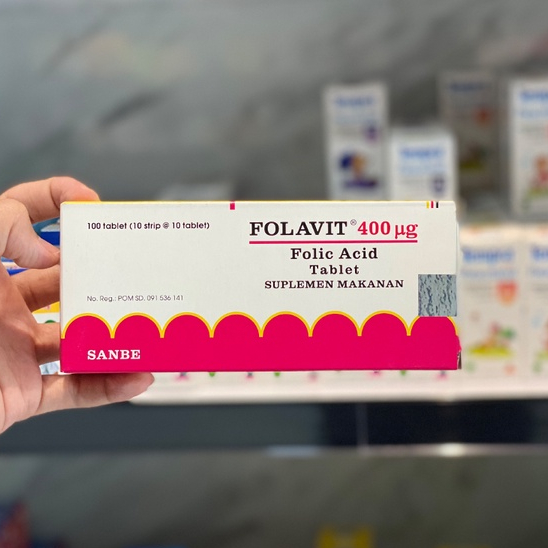 100 tablet (10 strip @ 10 tablet)
FOLAVIT® 400 µg
Folic Acid
Tablet
SUPLEMEN MAKANAN
No. Reg.: POM SD. 091 536 141
SANBE